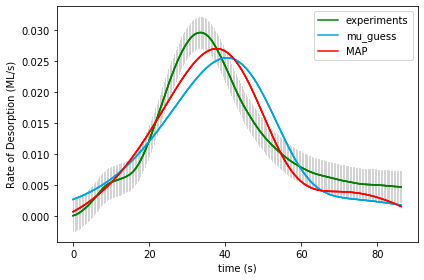 experiments
mu_guess
MAP
Rate of Desorption (ML/s)
0.030
0.025
0.020
0.015
0.010
0.005
0.000
0 20 40 60 80
time (s)